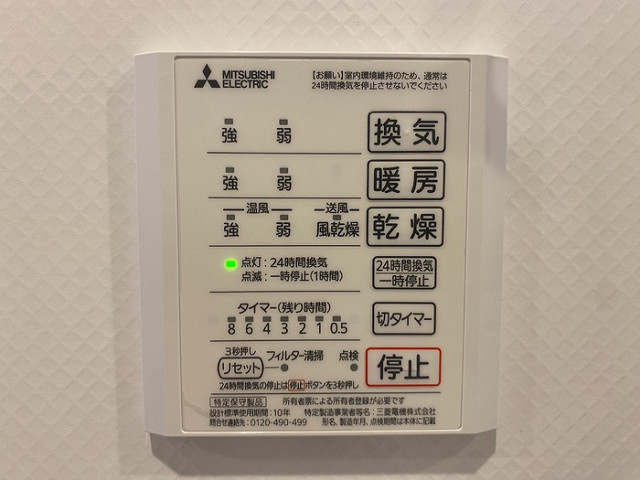 MITSUBISHI
ELECTRIC
【お願い】室内環境維持のため、通常は
24時間換気を停止させないでください
強 弱 換気
強 弱 暖房
温風 送風
強 弱 風乾燥 乾燥
点灯:24時間換気
点滅:一時停止(1時間)
24時間換気
一時停止
タイマー(残り時間)
8 6 4 3 2 1 0.5
切タイマー
3秒押し
リセット フィルター清掃 点検
停止
24時間換気の停止は停止ボタンを3秒押し
特定保守製品 所有者票による所有者登録が必要です
設計標準使用期間:10年 特定製造事業者等名:三菱電機株式会社
問合せ連絡先:0120-490-499 形名、製造年月、点検期間は本体に記載